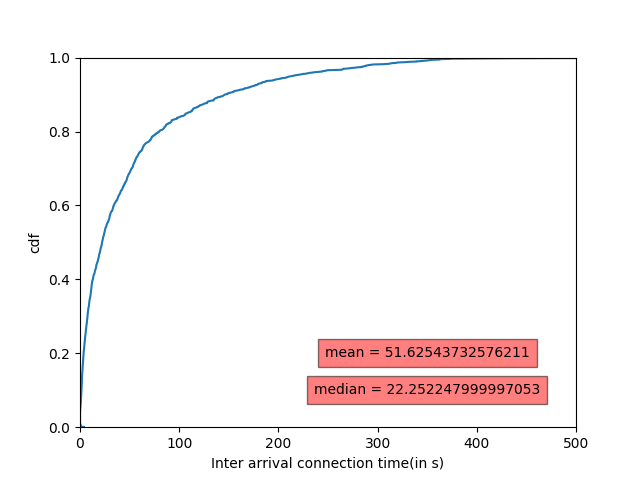 1.0
0.8
0.6
0.4
0.2
0.0
cdf
mean = 51.62543732576211
median = 22.252247999997053
0 100 200 300 400 500
Inter arrival connection time(in s)